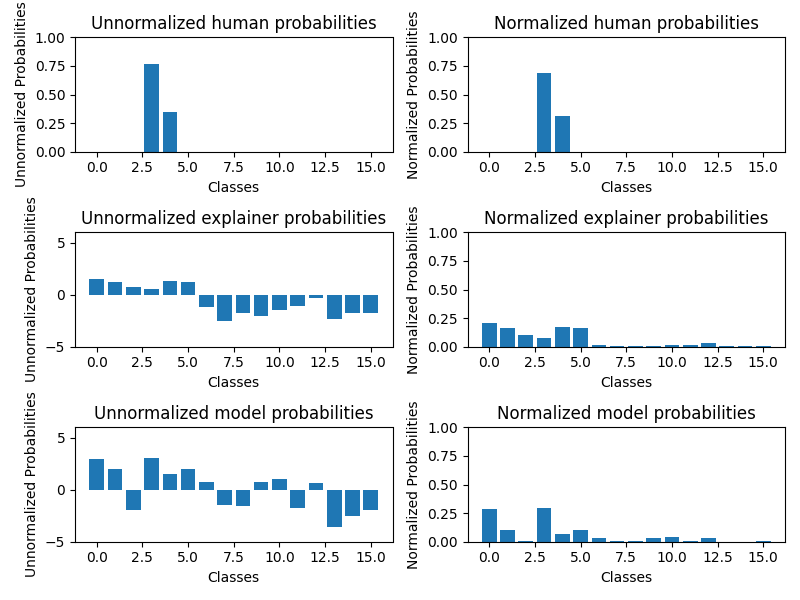 Unnormalized human probabilities
Unnormalized Probabilities
1.00
0.75
0.50
0.25
0.00
0.0 2.5 5.0 7.5 10.0 12.5 15.0
Classes
Normalized human probabilities
Normalized Probabilities
1.00
0.75
0.50
0.25
0.00
0.0 2.5 5.0 7.5 10.0 12.5 15.0
Classes
Unnormalized explainer probabilities
Unnormalized Probabilities
5
0
−5
0.0 2.5 5.0 7.5 10.0 12.5 15.0
Classes
Normalized explainer probabilities
Normalized Probabilities
1.00
0.75
0.50
0.25
0.00
0.0 2.5 5.0 7.5 10.0 12.5 15.0
Classes
Unnormalized model probabilities
Unnormalized Probabilities
5
0
−5
0.0 2.5 5.0 7.5 10.0 12.5 15.0
Classes
Normalized model probabilities
Normalized Probabilities
1.00
0.75
0.50
0.25
0.00
0.0 2.5 5.0 7.5 10.0 12.5 15.0
Classes